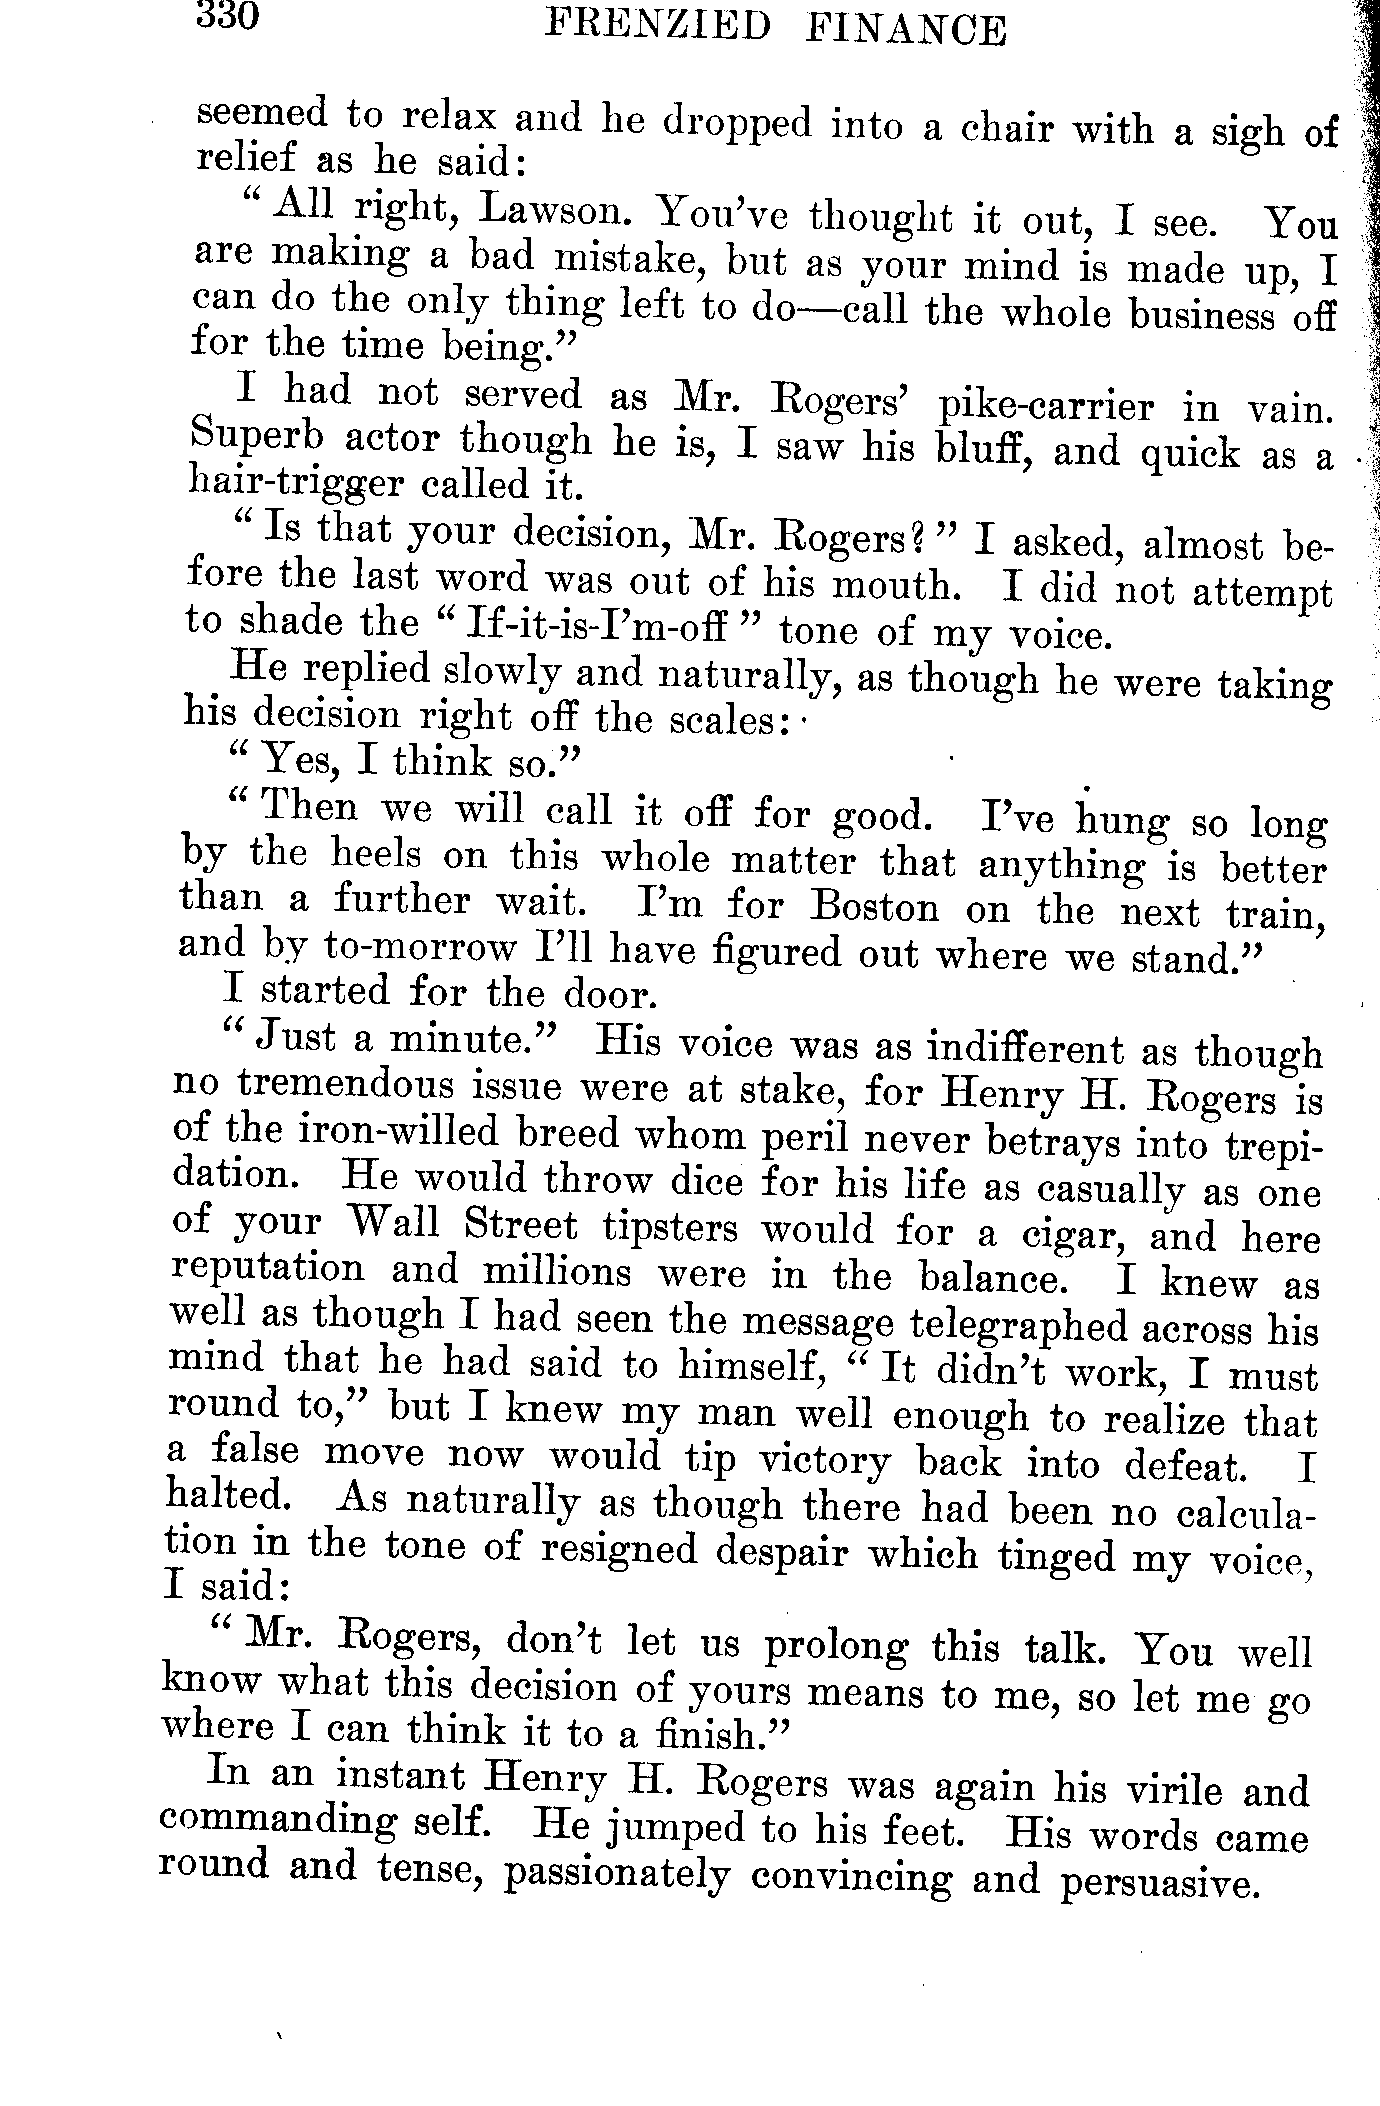 330 FRENZIED FINANCE
seemed to relax and he dropped into a chair with a sigh of
relief as he said:
“ All right, Lawson. You’ve thought it out, I see. You
are making a bad mistake, but as your mind is made up, I
can do the only thing left to do—call the whole business off
for the time being.”
I had not served as Mr. Rogers’ pike-carrier in vain.
Superb actor though he is, I saw his bluff, and quick as a
hair-trigger called it.
“ Is that your decision, Mr. Rogers? ” I asked, almost be-
fore the last word was out of his mouth. I did not attempt
to shade the “ If-it-is-I’m-off ” tone of my voice.
He replied slowly and naturally, as though he were taking
his decision right off the scales:
“ Yes, I think so.”
“ Then we will call it off for good. I’ve hung so long
by the heels on this whole matter that anything is better
than a further wait. I’m for Boston on the next train,
and by to-morrow I’ll have figured out where we stand.”
I started for the door.
“ Just a minute.” His voice was as indifferent as though
no tremendous issue were at stake, for Henry H. Rogers is
of the iron-willed breed whom peril never betrays into trepi-
dation. He would throw dice for his life as casually as one
of your Wall Street tipsters would for a cigar, and here
reputation and millions were in the balance. I knew as
well as though I had seen the message telegraphed across his
mind that he had said to himself, “ It didn’t work, I must
round to,” but I knew my man well enough to realize that
a false move now would tip victory back into defeat. I
halted. As naturally as though there had been no calcula-
tion in the tone of resigned despair which tinged my voice,
I said:
“ Mr. Rogers, don’t let us prolong this talk. You well
know what this decision of yours means to me, so let me go
where I can think it to a finish.”
In an instant Henry H. Rogers was again his virile and
commanding self. He jumped to his feet. His words came
round and tense, passionately convincing and persuasive.